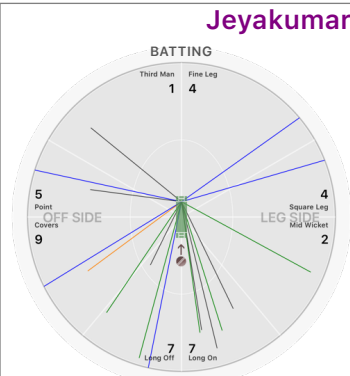 Jeyakumar
BATTING
Third Man Fine Leg
1 4
5 4
Point Square Leg
OFF SIDE LEG SIDE
Covers Mid Wicket
9 2
7 7
Long Off Long On